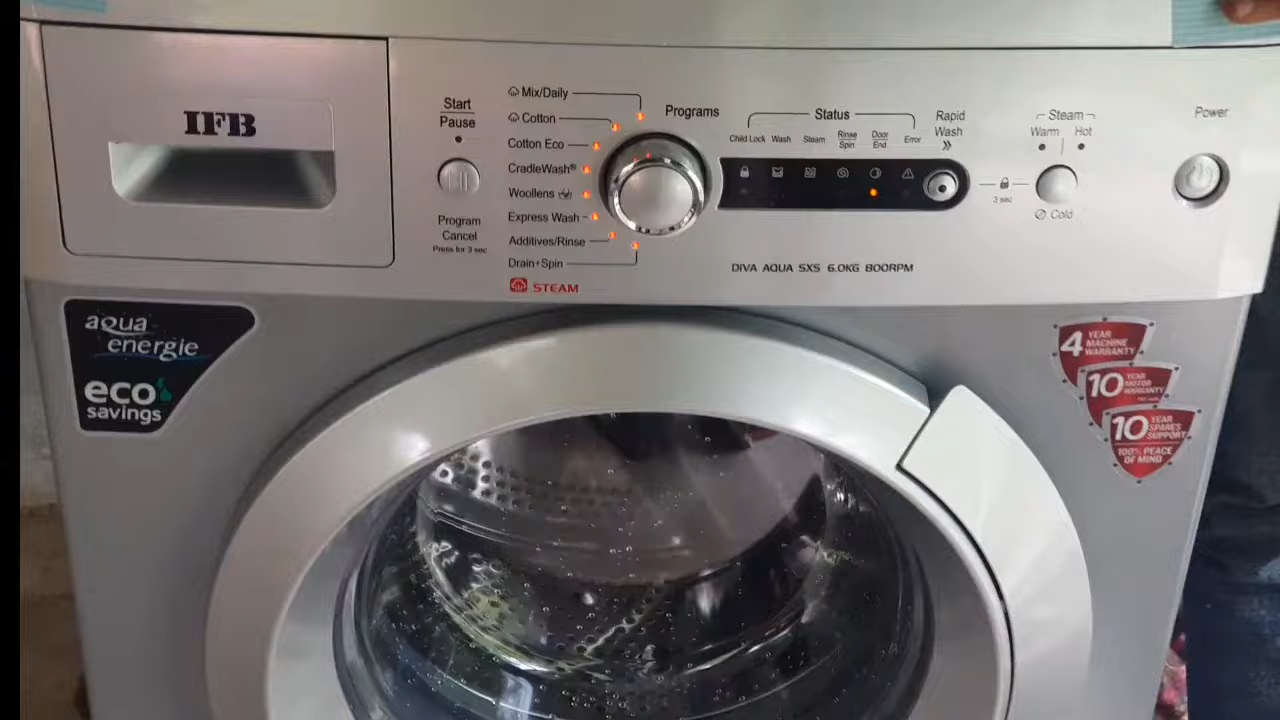 IFB
Start
Pause
Program
Cancel
Press for 3 sec
Mix/Daily
Cotton
Cotton Eco
CradleWash®
Woollens
Express Wash
Additives/Rinse
Drain+Spin
STEAM
Programs
Status
Child Lock Wash Steam Rinse Spin Door End Error
Rapid
Wash
3 sec
Steam
Warm Hot
Cold
Power
DIVA AQUA SXS 6.0KG 800RPM
aqua
energie
eco
savings
4 YEAR
MACHINE
WARRANTY
10 YEAR
MOTOR
WARRANTY
10 YEAR
SPARES
SUPPORT
100% PEACE
OF MIND